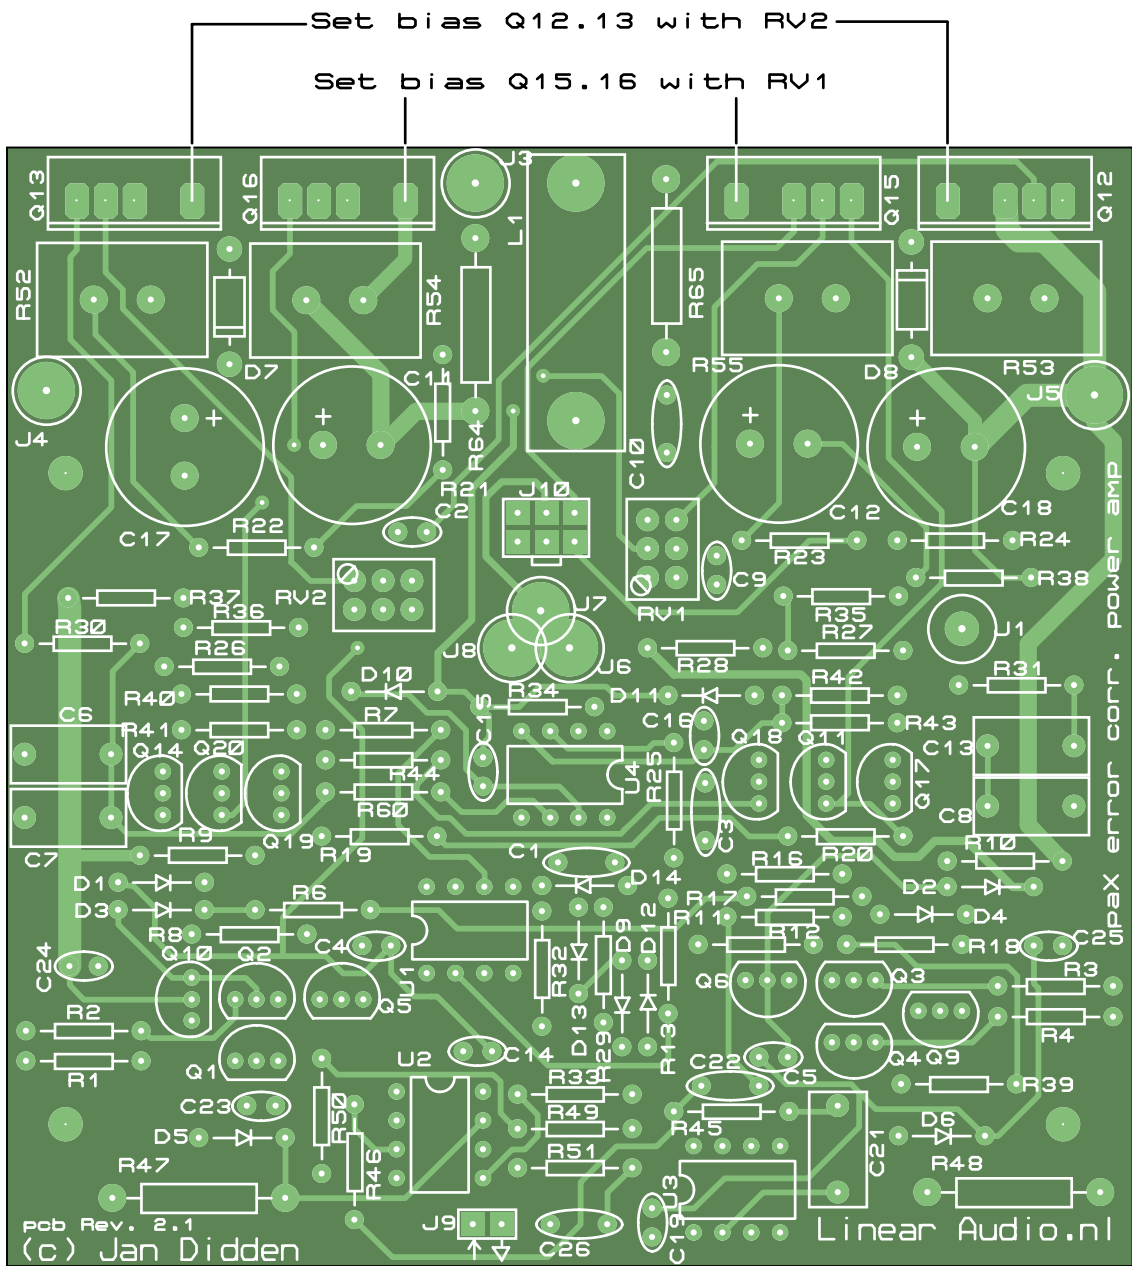 Set bias Q12.13 with RV2
Set bias Q15.16 with RV1
J3
Q13
Q16
L1
Q15
Q12
R52
R54
R65
R55
R53
D7
C11
D8
J5
J4
R64
C10
R21
J10
C2
C17
R22
C12
C18
R23
R24
C9
R38
R37
RV2
R36
J7
RV1
R35
R30
J8
J6
R27
J1
R26
D10
R28
R31
R40
R34
D11
R42
C6
R41
R7
C15
C16
R43
Q14
Q20
Q18
Q11
C13
R44
U4
R25
Q17
R60
C8
R9
Q19
R19
C3
R20
R10
C7
C1
R16
D1
D14
D2
R6
R17
D3
R11
D4
R8
C4
D9
D12
R12
R18
C25
C24
Q10
Q2
R32
Q6
Q3
R3
U1
Q5
R2
D13
R29
R13
R4
Q1
U2
C14
C22
C5
Q4
Q9
R1
R33
R39
C23
R50
R49
R45
D6
D5
R51
C21
R47
R46
U3
R48
J9
C26
C19
pcb Rev. 2.1
(c) Jan Didden
Linear Audio.nl
paX error corr. power amp